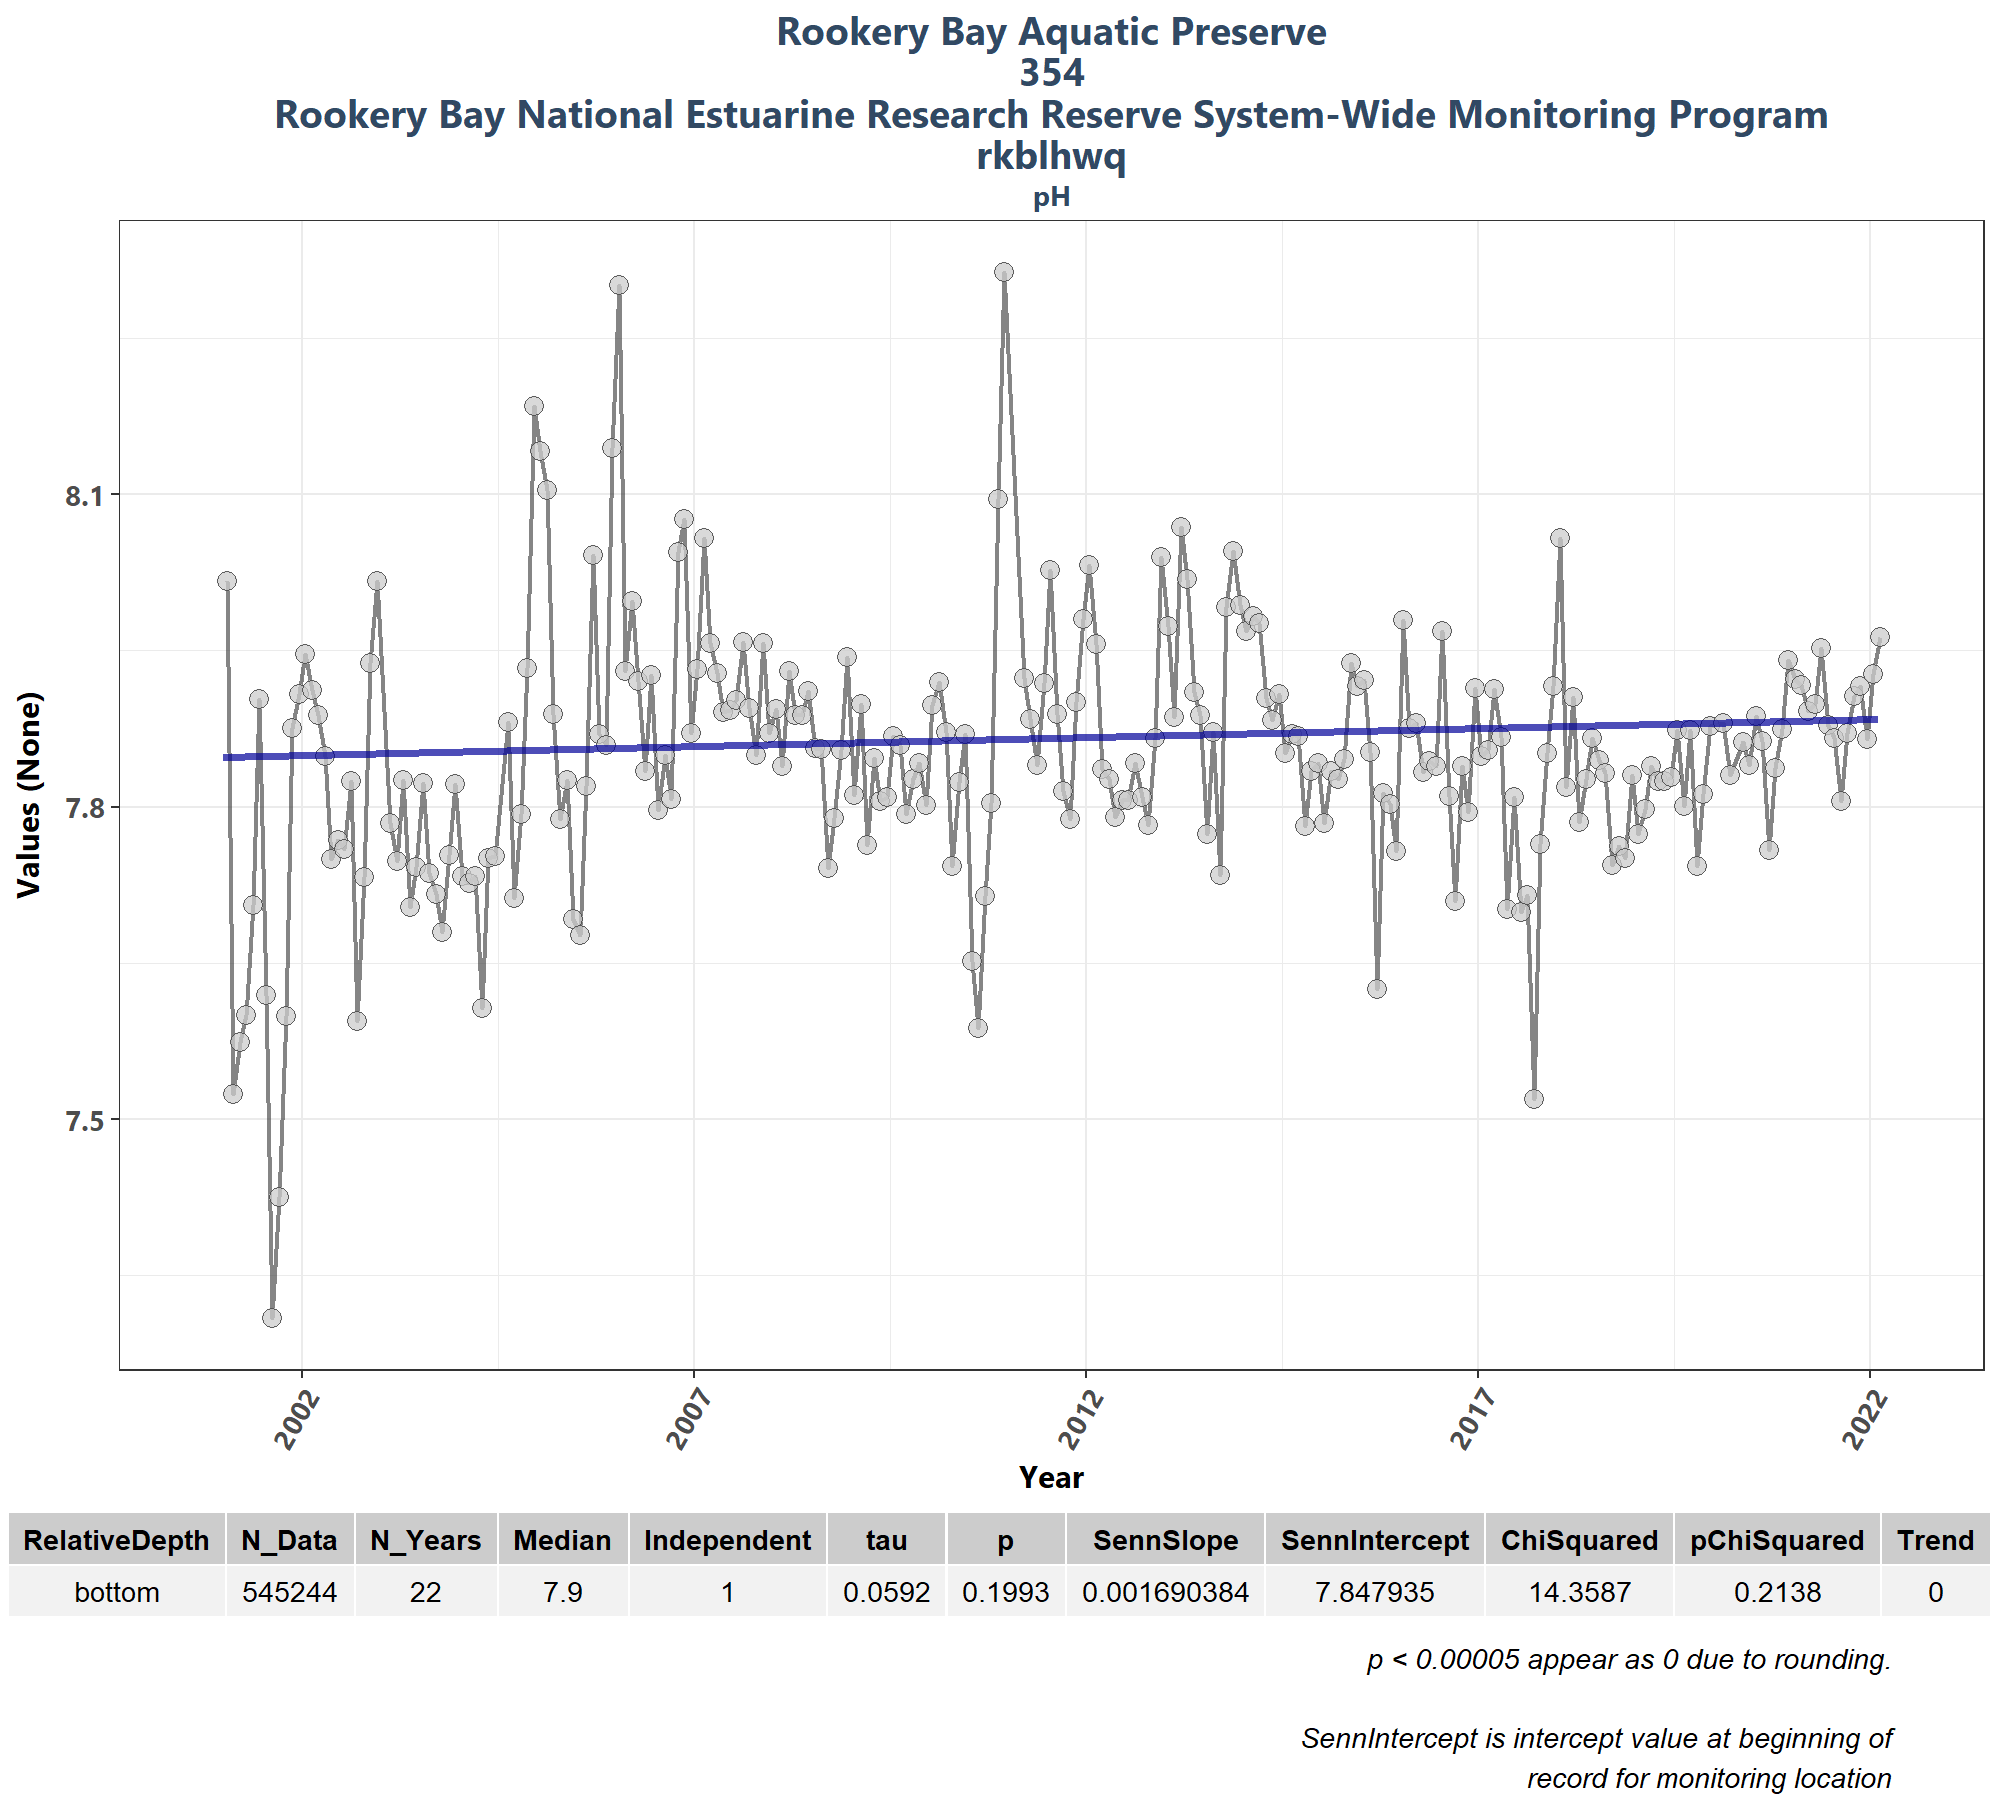 Rookery Bay Aquatic Preserve
354
Rookery Bay National Estuarine Research Reserve System-Wide Monitoring Program
rkblhwq
pH
Values (None)
8.1
7.8
7.5
2002 2007 2012 2017 2022
Year
RelativeDepth N_Data N_Years Median Independent tau p SennSlope SennIntercept ChiSquared pChiSquared Trend
bottom 545244 22 7.9 1 0.0592 0.1993 0.001690384 7.847935 14.3587 0.2138 0
p < 0.00005 appear as 0 due to rounding.
SennIntercept is intercept value at beginning of
record for monitoring location